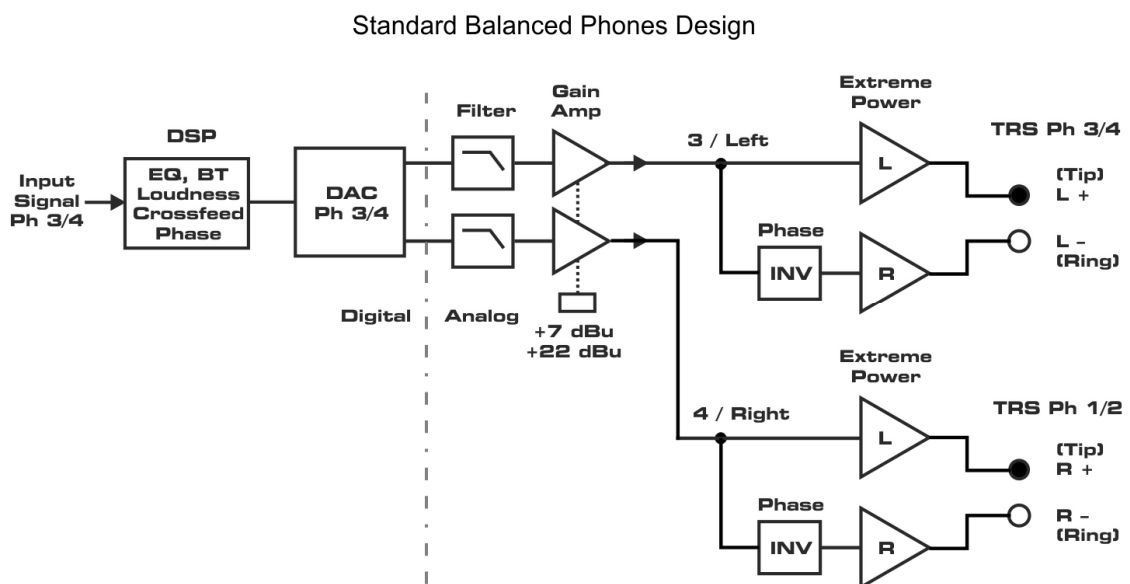 Standard Balanced Phones Design
Extreme
Power
Gain
Amp
Filter
DSP
3 / Left
TRS Ph 3/4
Input
Signal
Ph 3/4
EQ, BT
Loudness
Crossfeed
Phase
DAC
Ph 3/4
L
(Tip)
L +
Phase
INV
R
L -
(Ring)
Digital
Analog
+7 dBu
+22 dBu
Extreme
Power
4 / Right
TRS Ph 1/2
L
(Tip)
R +
Phase
INV
R
R -
(Ring)